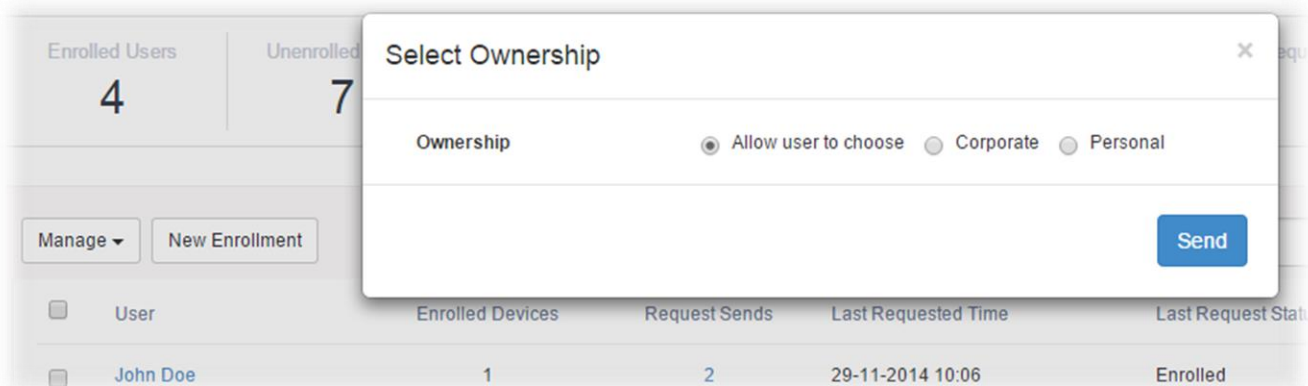 Enrolled Users
Unenrolled
4
7
Select Ownership
×
Ownership
Allow user to choose
Corporate
Personal
Send
Manage
New Enrollment
User
Enrolled Devices
Request Sends
Last Requested Time
Last Request
John Doe
1
2
29-11-2014 10:06
Enrolled